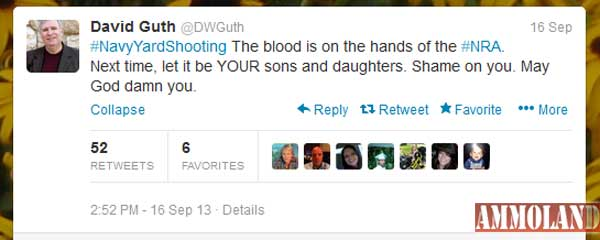 David Guth @DWGuth 16 Sep
#NavyYardShooting The blood is on the hands of the #NRA.
Next time, let it be YOUR sons and daughters. Shame on you. May
God damn you.
Collapse Reply Retweet Favorite More
52 6
RETWEETS FAVORITES
2:52 PM - 16 Sep 13 · Details
AMMOLAND